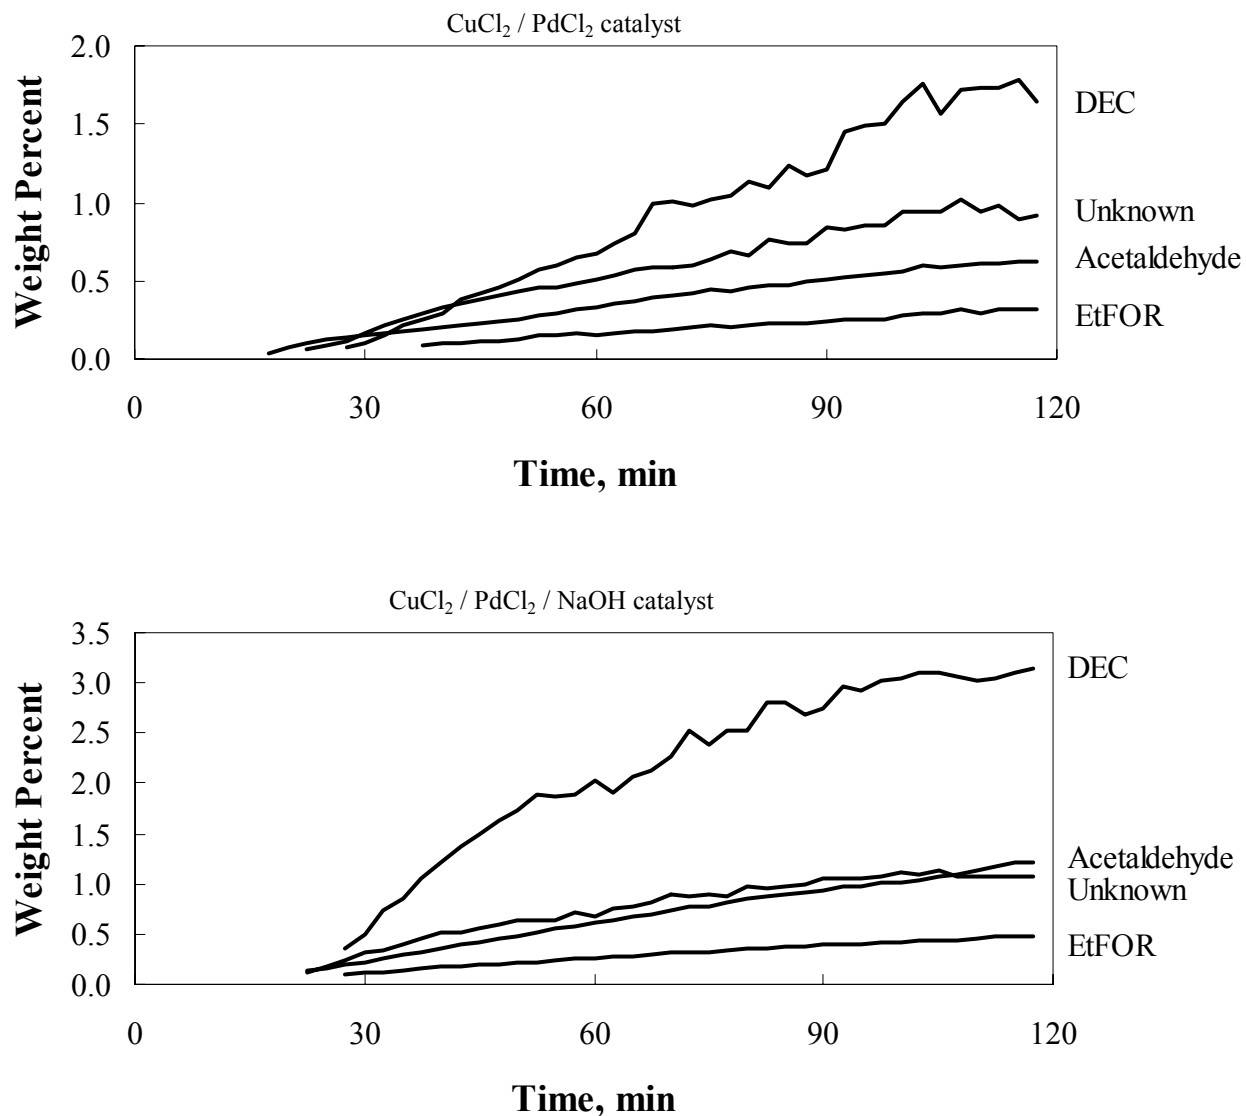 CuCl₂ / PdCl₂ catalyst
2.0
1.5
1.0
0.5
0.0
Weight Percent
DEC
Unknown
Acetaldehyde
EtFOR
0 30 60 90 120
Time, min
CuCl₂ / PdCl₂ / NaOH catalyst
3.5
3.0
2.5
2.0
1.5
1.0
0.5
0.0
Weight Percent
DEC
Acetaldehyde
Unknown
EtFOR
0 30 60 90 120
Time, min